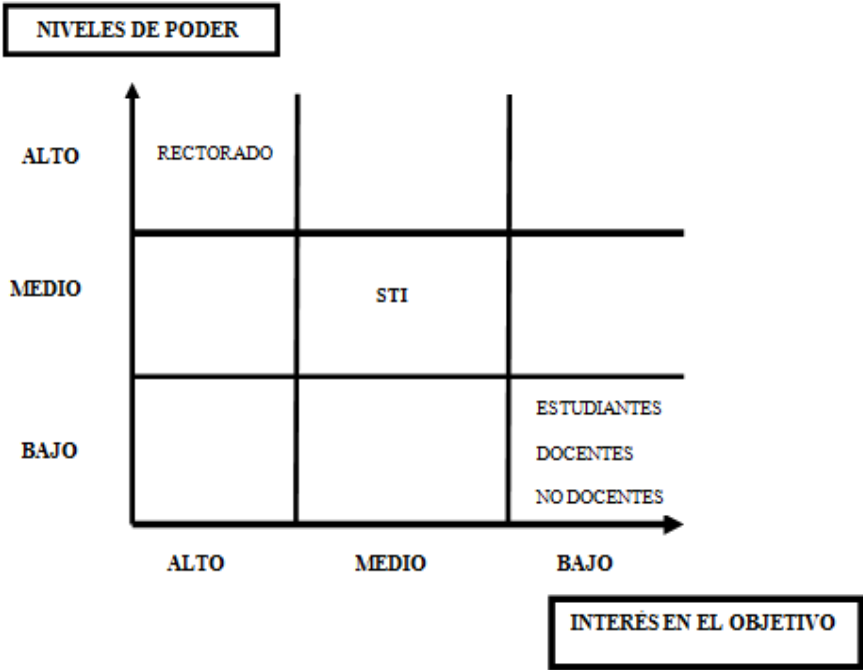 NIVELES DE PODER
ALTO
RECTORADO
MEDIO
STI
BAJO
ESTUDIANTES
DOCENTES
NO DOCENTES
ALTO
MEDIO
BAJO
INTERÉS EN EL OBJETIVO